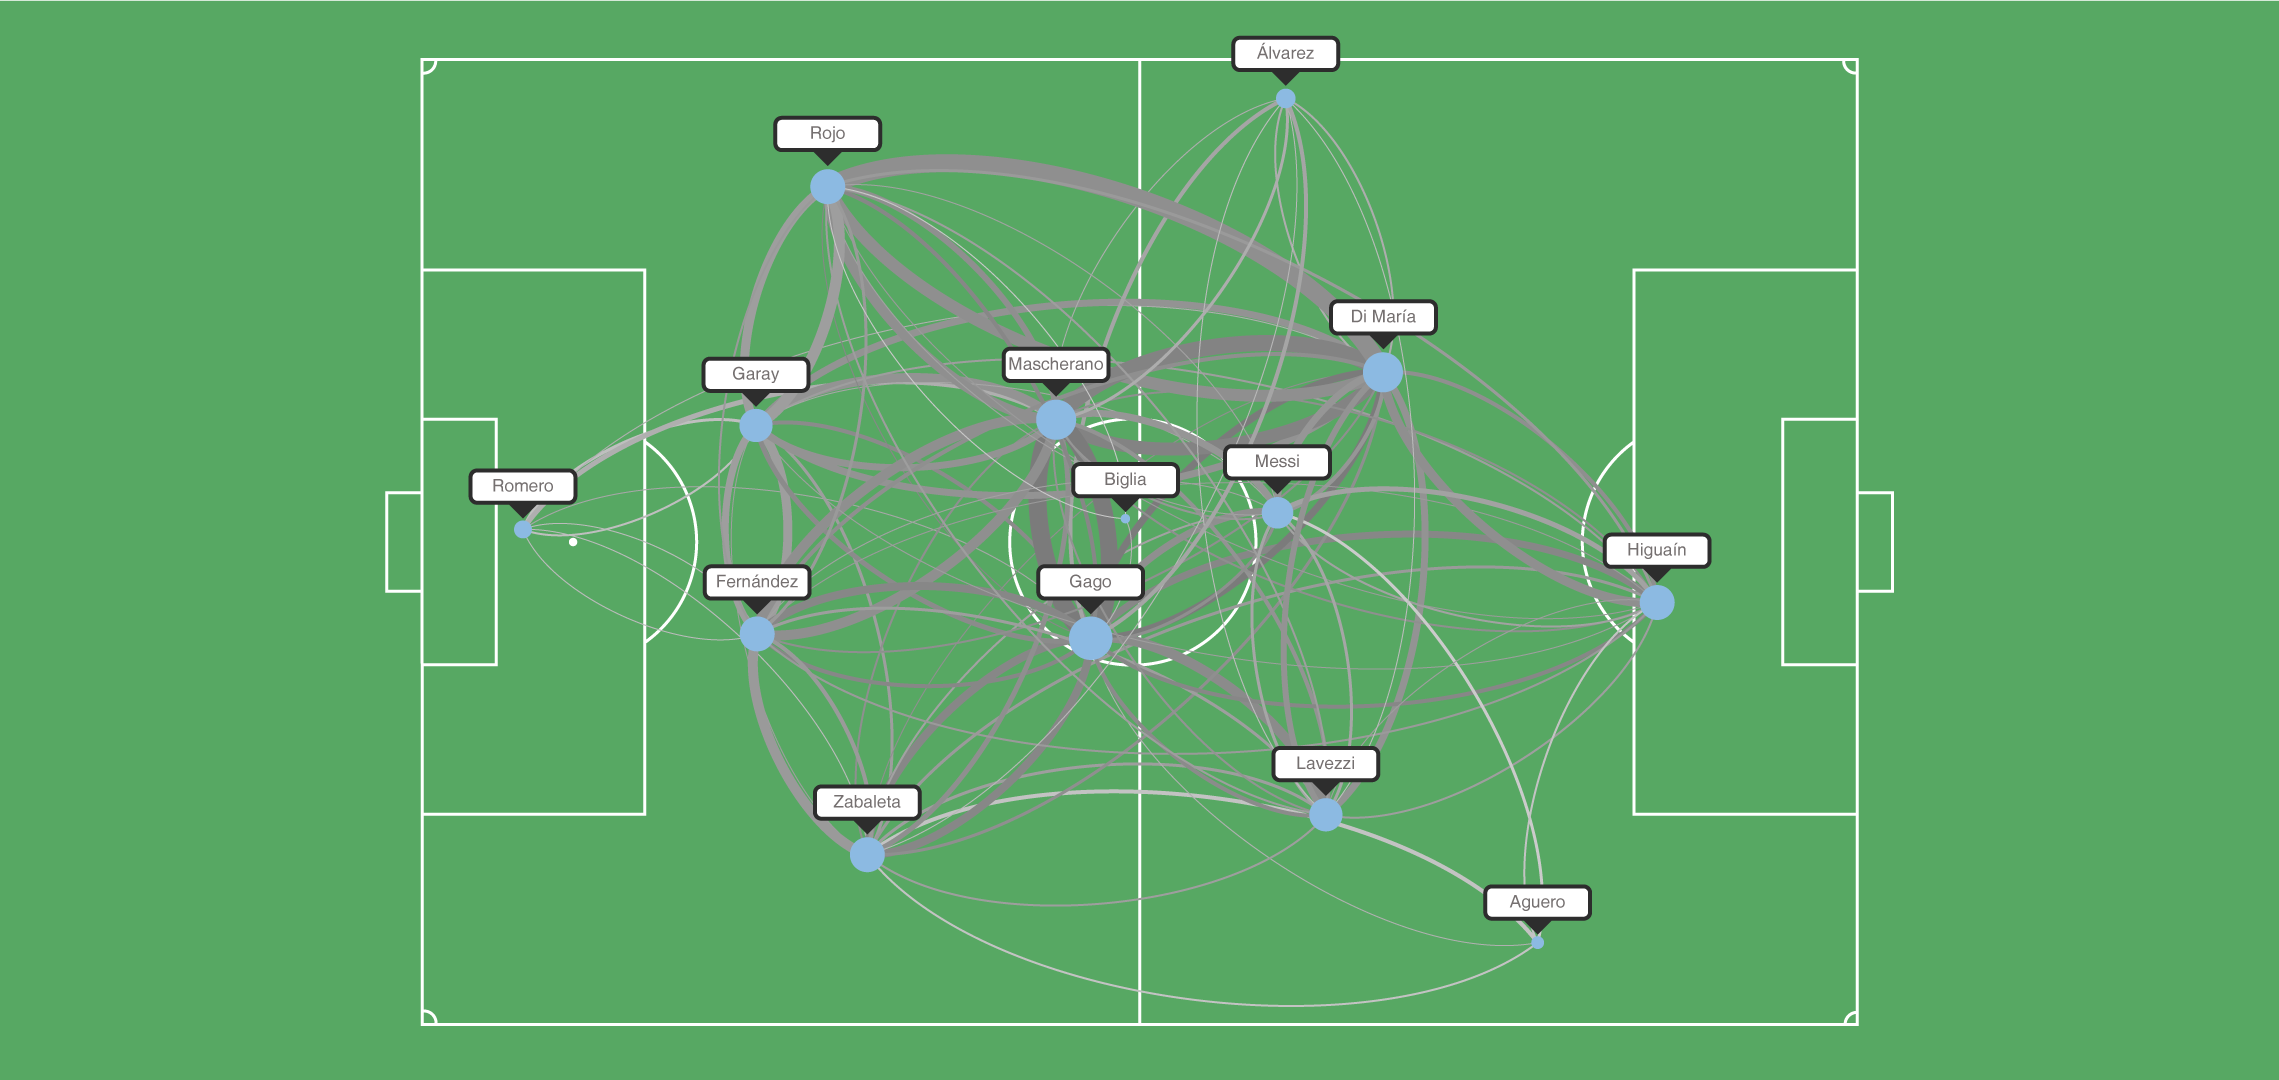 Álvarez
Rojo
Di María
Mascherano
Garay
Messi
Biglia
Romero
Higuaín
Fernández
Gago
Lavezzi
Zabaleta
Aguero